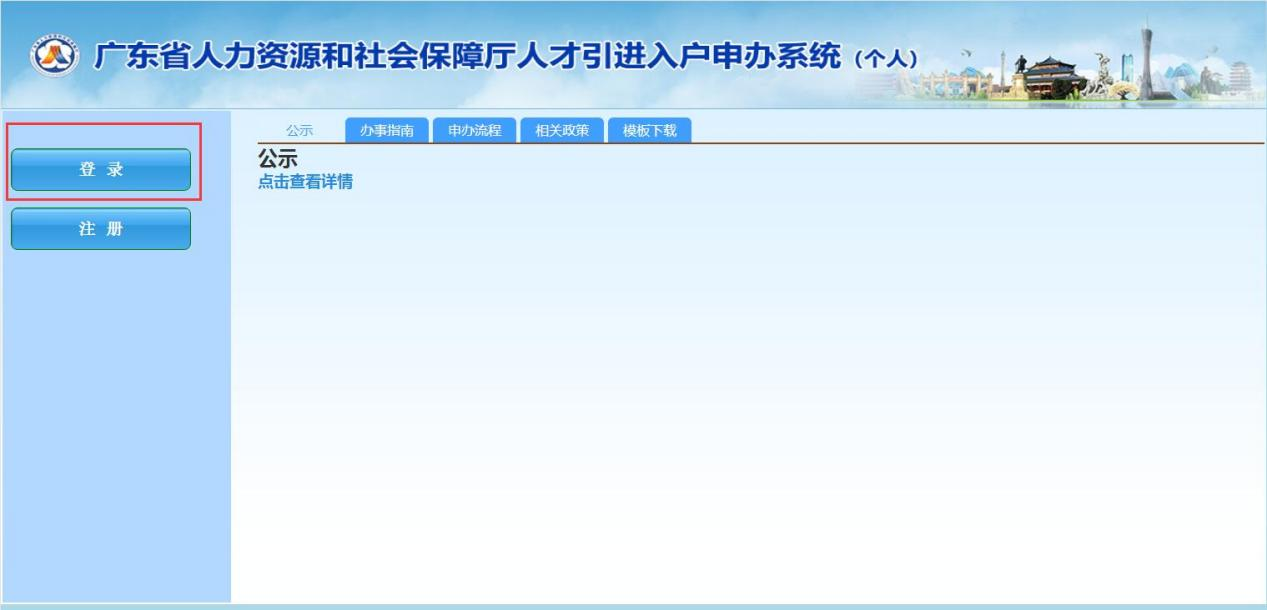 广东省人力资源和社会保障厅人才引进入户申办系统（个人）
登 录
注 册
公示 办事指南 申办流程 相关政策 模板下载
公示
点击查看详情